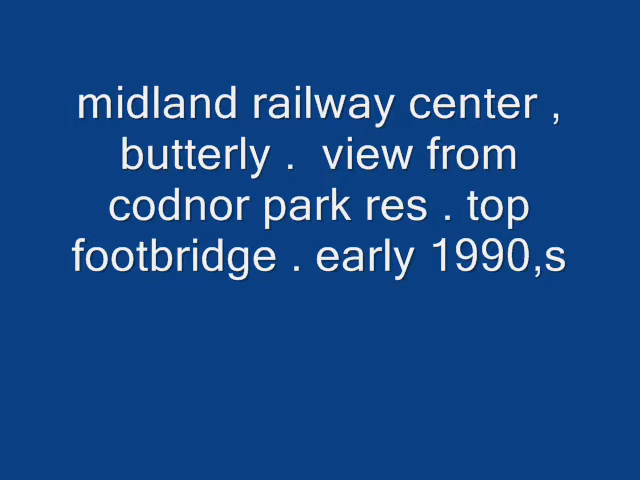 midland railway center ,
butterly .  view from
codnor park res . top
footbridge . early 1990,s